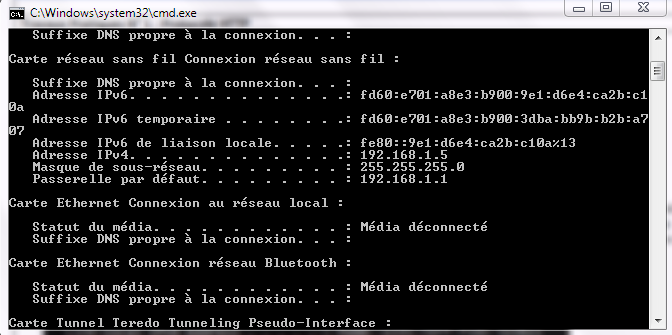 C:\Windows\system32\cmd.exe
Suffixe DNS propre à la connexion. . . :
Carte réseau sans fil Connexion réseau sans fil :
Suffixe DNS propre à la connexion. . . :
Adresse IPv6. . . . . . . . . . . . . .: fd60:e701:a8e3:b900:9e1:d6e4:ca2b:c1
0a
Adresse IPv6 temporaire . . . . . . . .: fd60:e701:a8e3:b900:3dba:bb9b:b2b:a7
07
Adresse IPv6 de liaison locale. . . . .: fe80::9e1:d6e4:ca2b:c10a%13
Adresse IPv4. . . . . . . . . . . . . .: 192.168.1.5
Masque de sous-réseau. . . . . . . . . : 255.255.255.0
Passerelle par défaut. . . . . . . . . : 192.168.1.1
Carte Ethernet Connexion au réseau local :
Statut du média. . . . . . . . . . . . : Média déconnecté
Suffixe DNS propre à la connexion. . . :
Carte Ethernet Connexion réseau Bluetooth :
Statut du média. . . . . . . . . . . . : Média déconnecté
Suffixe DNS propre à la connexion. . . :
Carte Tunnel Teredo Tunneling Pseudo-Interface :